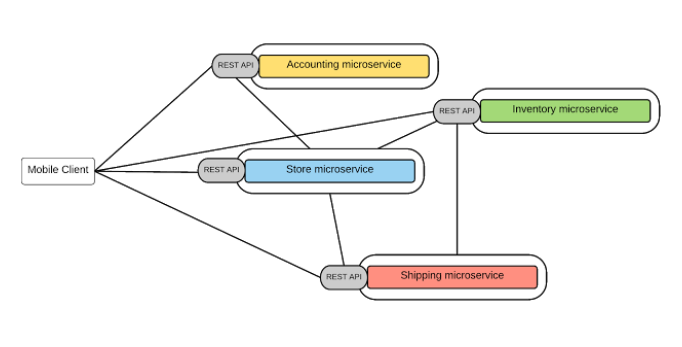 REST API
Accounting microservice
REST API
Inventory microservice
Mobile Client
REST API
Store microservice
REST API
Shipping microservice